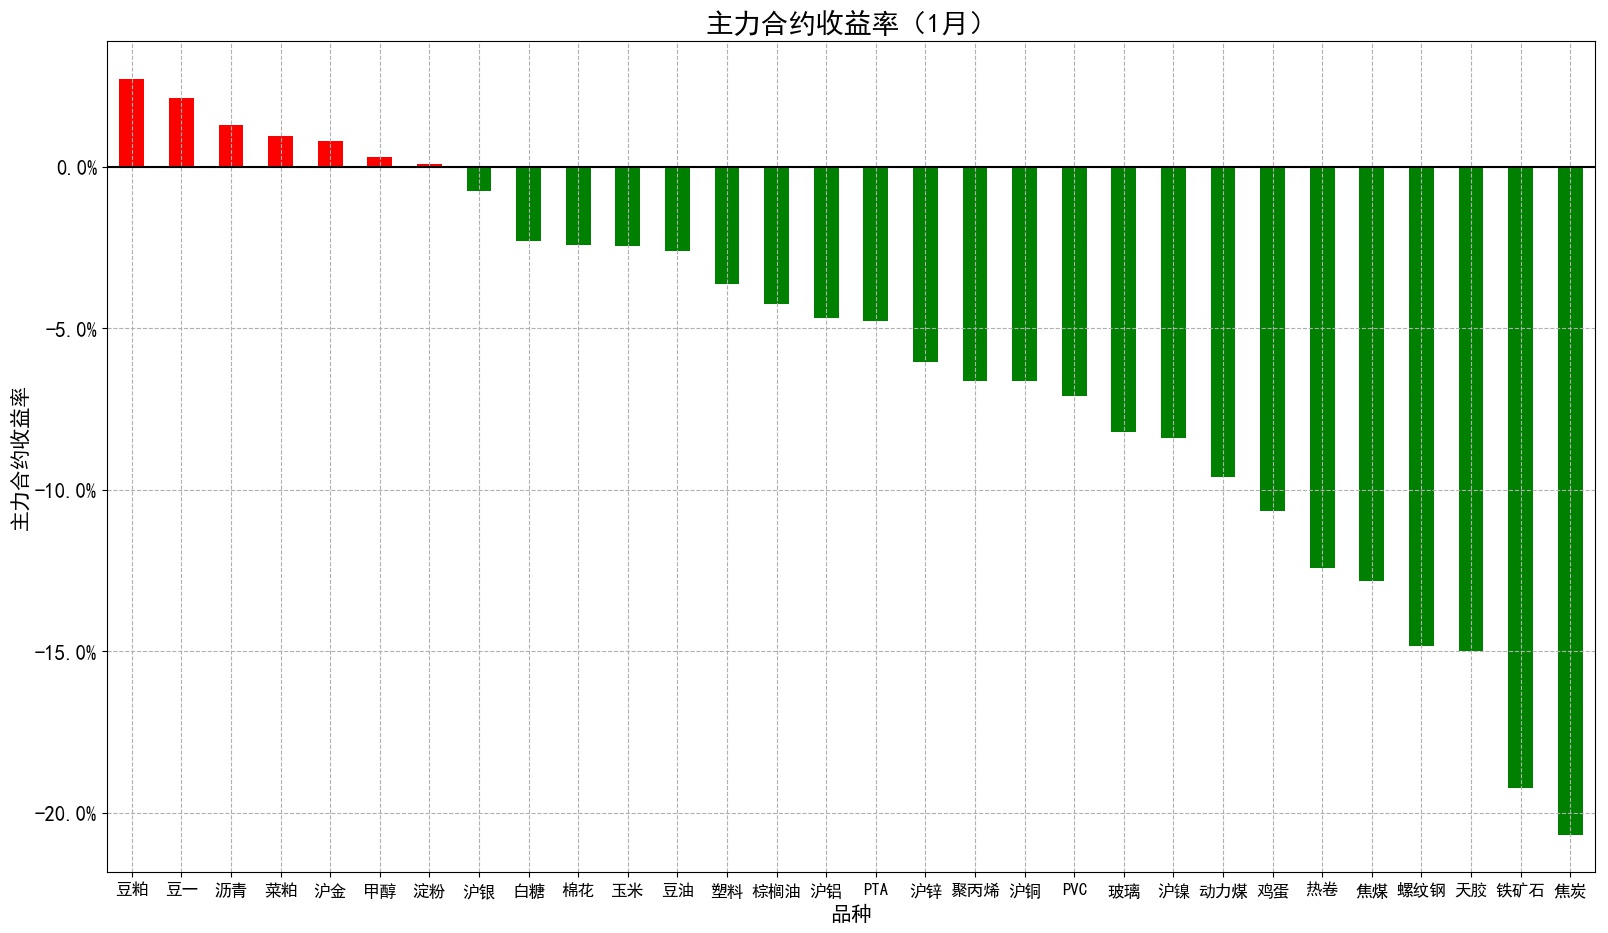 主力合约收益率（1月）
主力合约收益率
0.0%
−5.0%
−10.0%
−15.0%
−20.0%
豆粕 豆一 沥青 菜粕 沪金 甲醇 淀粉 沪银 白糖 棉花 玉米 豆油 塑料 棕榈油 沪铝 PTA 沪锌 聚丙烯 沪铜 PVC 玻璃 沪镍 动力煤 鸡蛋 热卷 焦煤 螺纹钢 天胶 铁矿石 焦炭
品种